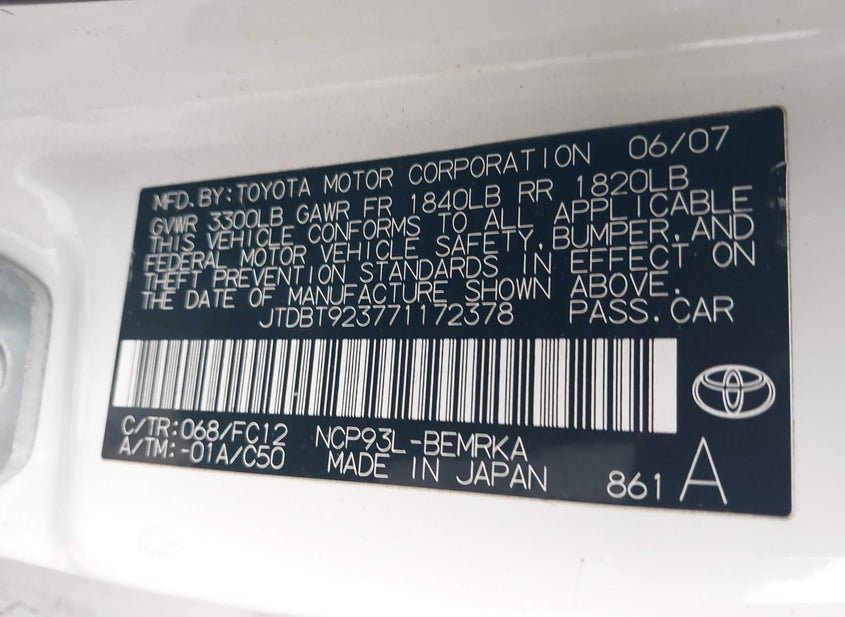 MFD. BY: TOYOTA MOTOR CORPORATION 06/07
GVWR 3300LB GAWR FR 1840LB RR 1820LB
THIS VEHICLE CONFORMS TO ALL APPLICABLE
FEDERAL MOTOR VEHICLE SAFETY, BUMPER, AND
THEFT PREVENTION STANDARDS IN EFFECT ON
THE DATE OF MANUFACTURE SHOWN ABOVE.
JTDBT923771172378 PASS. CAR
C/TR: 068/FC12 NCP93L-BEMRKA
A/TM: -01A/C50 MADE IN JAPAN 861 A